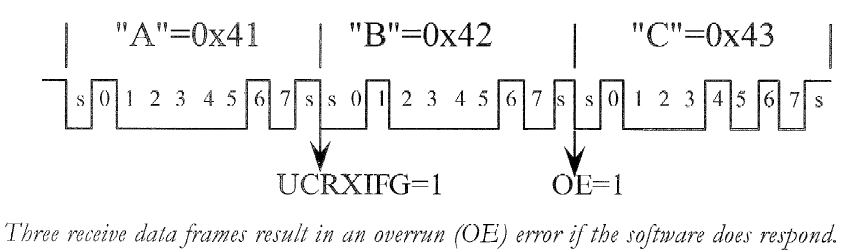 "A"=0x41 "B"=0x42 "C"=0x43
s 0 1 2 3 4 5 6 7 s s 0 1 2 3 4 5 6 7 s s 0 1 2 3 4 5 6 7 s
UCRXIFG=1 OE=1
Three receive data frames result in an overrun (OE) error if the software does respond.